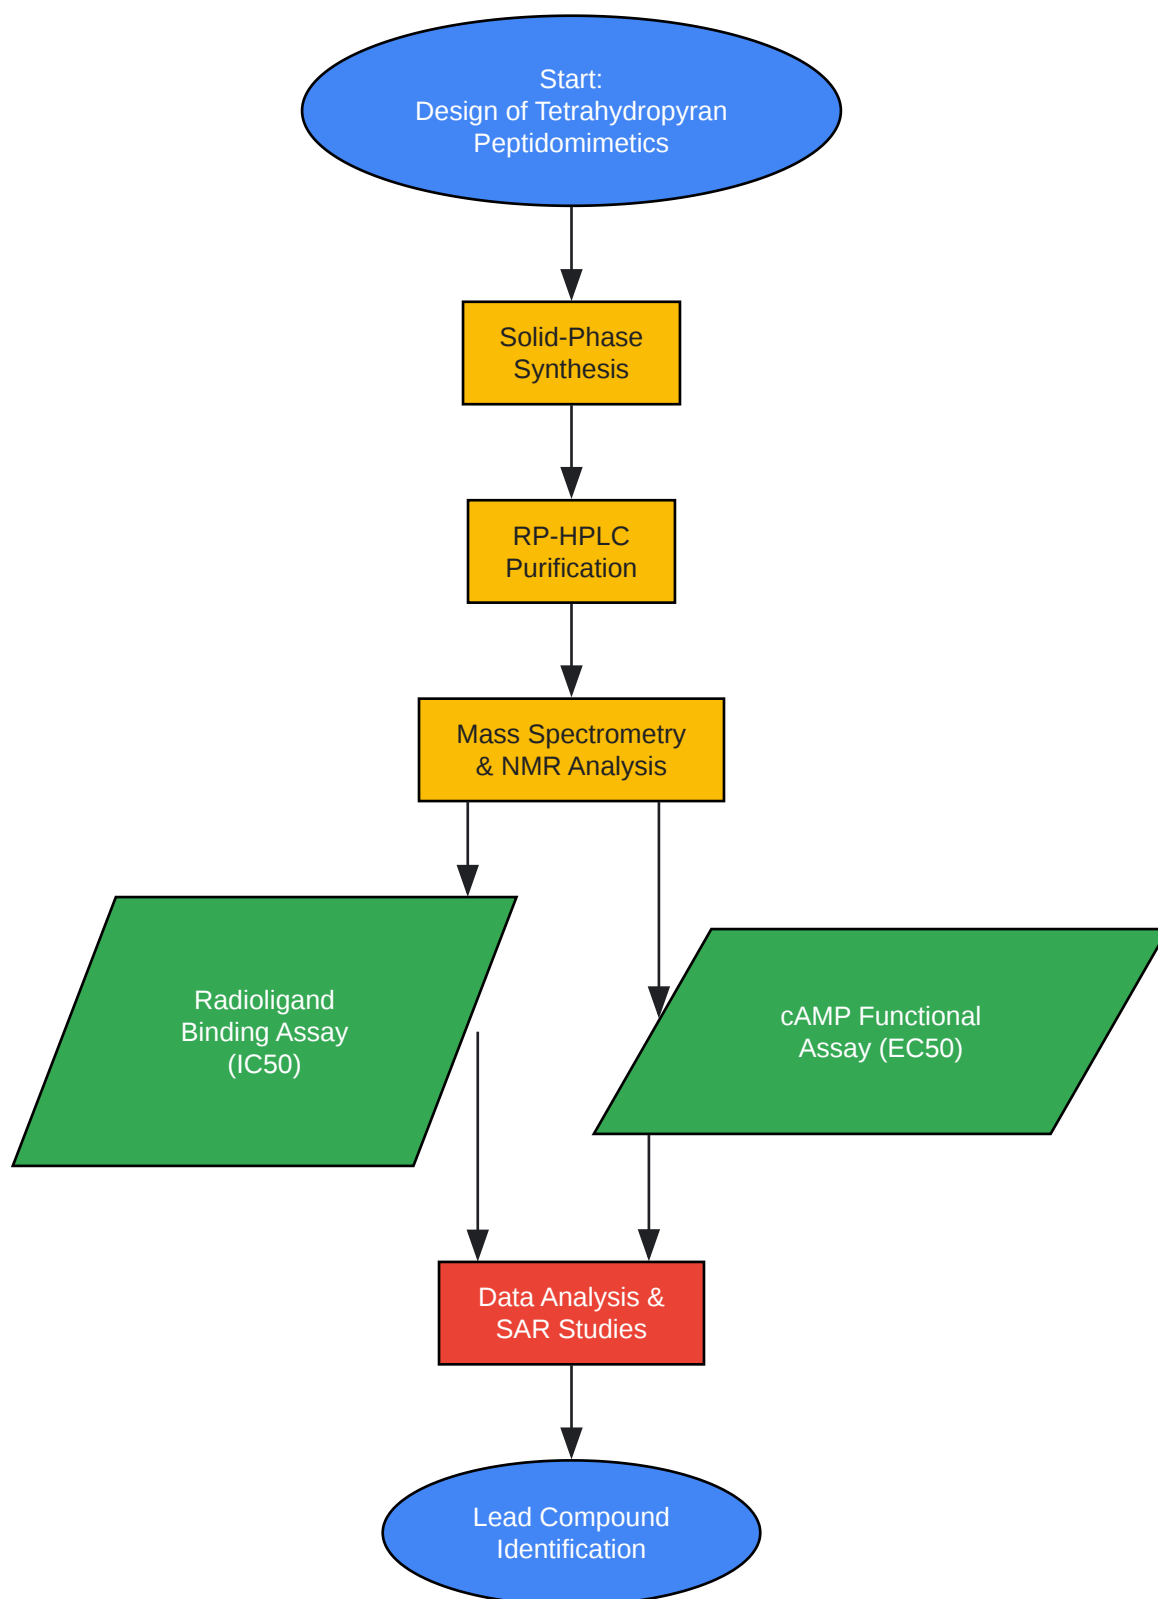 Start:
Design of Tetrahydropyran
Peptidomimetics
Solid-Phase
Synthesis
RP-HPLC
Purification
Mass Spectrometry
& NMR Analysis
Radioligand
Binding Assay
(IC50)
cAMP Functional
Assay (EC50)
Data Analysis &
SAR Studies
Lead Compound
Identification